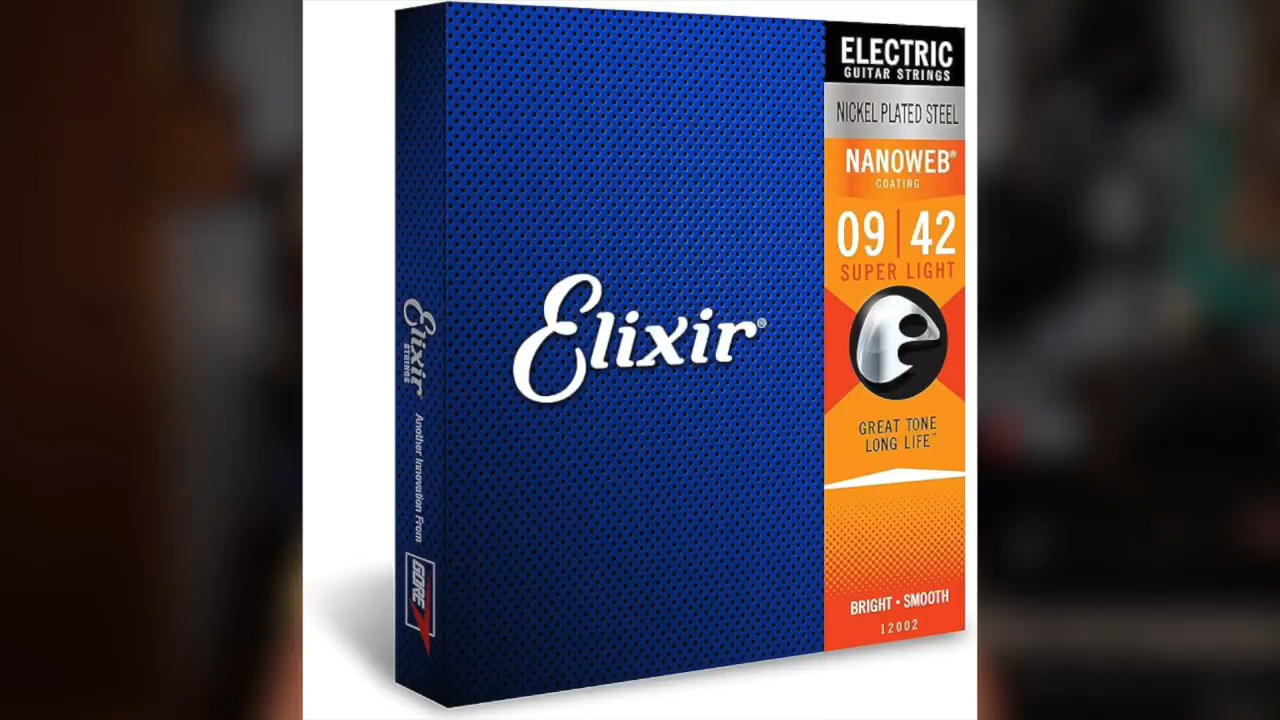 Elixir
STRINGS
Another Innovation From
GORE
Elixir®
ELECTRIC
GUITAR STRINGS
NICKEL PLATED STEEL
NANOWEB®
COATING
09 | 42
SUPER LIGHT
e
GREAT TONE
LONG LIFE™
BRIGHT • SMOOTH
12002